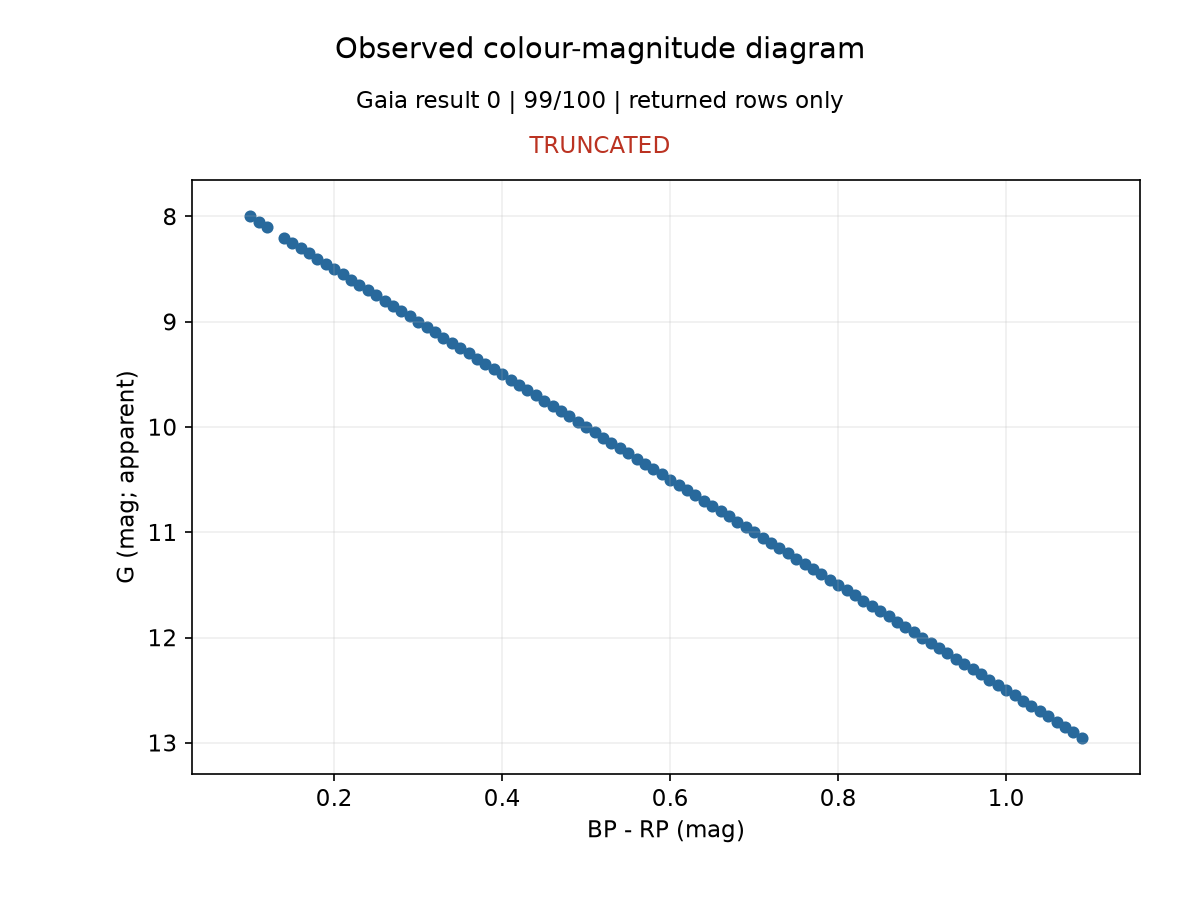 Observed colour-magnitude diagram
Gaia result 0 | 99/100 | returned rows only
TRUNCATED
G (mag; apparent)
8
9
10
11
12
13
0.2 0.4 0.6 0.8 1.0
BP - RP (mag)